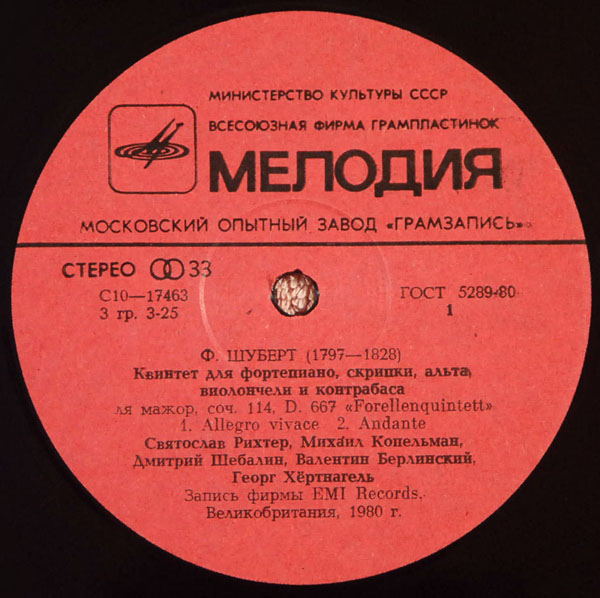 МИНИСТЕРСТВО КУЛЬТУРЫ СССР
ВСЕСОЮЗНАЯ ФИРМА ГРАМПЛАСТИНОК
МЕЛОДИЯ
МОСКОВСКИЙ ОПЫТНЫЙ ЗАВОД «ГРАМЗАПИСЬ»
СТЕРЕО 33
С10—17463 ГОСТ 5289-80
3 гр. 3-25 1
Ф. ШУБЕРТ (1797—1828)
Квинтет для фортепиано, скрипки, альта,
виолончели и контрабаса
ля мажор, соч. 114, D. 667 «Forellenquintett»
1. Allegro vivace 2. Andante
Святослав Рихтер, Михаил Копельман,
Дмитрий Шебалин, Валентин Берлинский,
Георг Хёртнагель
Запись фирмы EMI Records.
Великобритания, 1980 г.